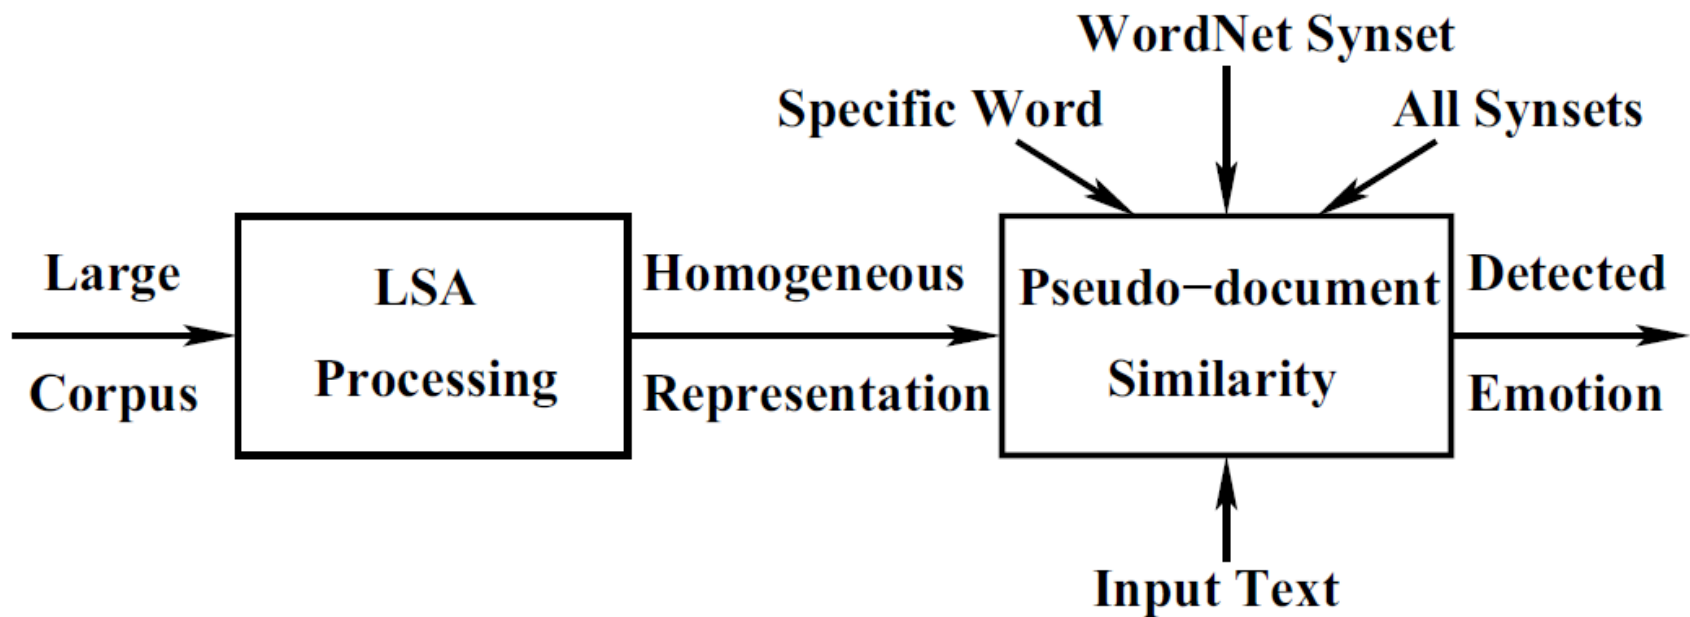 WordNet Synset
Specific Word
All Synsets
Large
Corpus
LSA
Processing
Homogeneous
Representation
Pseudo-document
Similarity
Detected
Emotion
Input Text